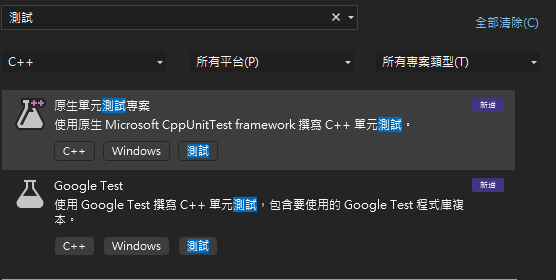 測試
全部清除(C)
C++
所有平台(P)
所有專案類型(T)
原生單元測試專案
新增
使用原生 Microsoft CppUnitTest framework 撰寫 C++ 單元測試。
C++
Windows
測試
Google Test
新增
使用 Google Test 撰寫 C++ 單元測試，包含要使用的 Google Test 程式庫複
本。
C++
Windows
測試